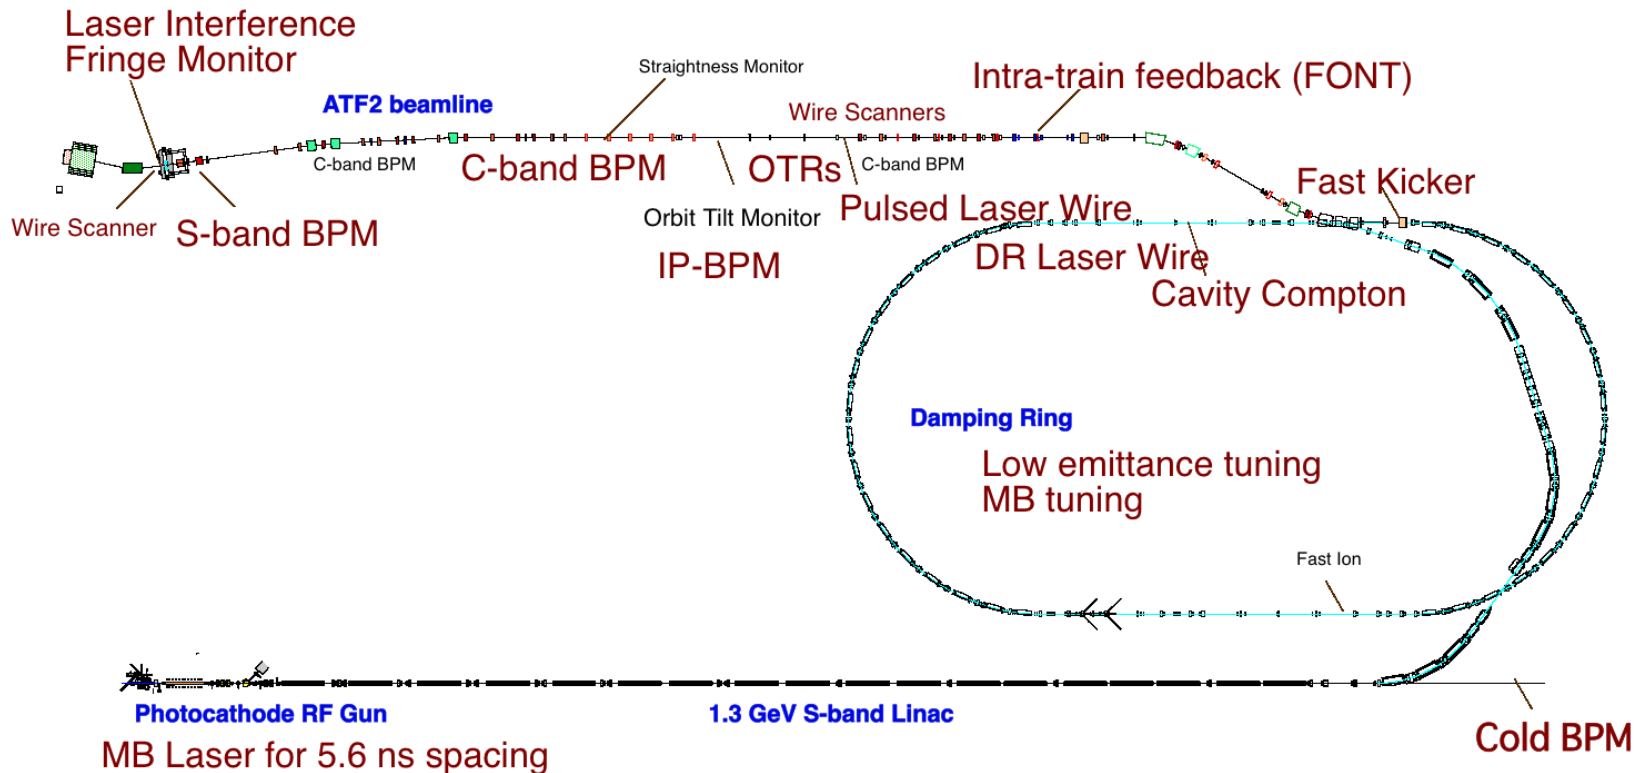 Laser Interference
Fringe Monitor
Straightness Monitor
Intra-train feedback (FONT)
ATF2 beamline
Wire Scanners
C-band BPM
C-band BPM
OTRs
C-band BPM
Fast Kicker
Wire Scanner
S-band BPM
Orbit Tilt Monitor
Pulsed Laser Wire
IP-BPM
DR Laser Wire
Cavity Compton
Damping Ring
Low emittance tuning
MB tuning
Fast Ion
Photocathode RF Gun
1.3 GeV S-band Linac
Cold BPM
MB Laser for 5.6 ns spacing